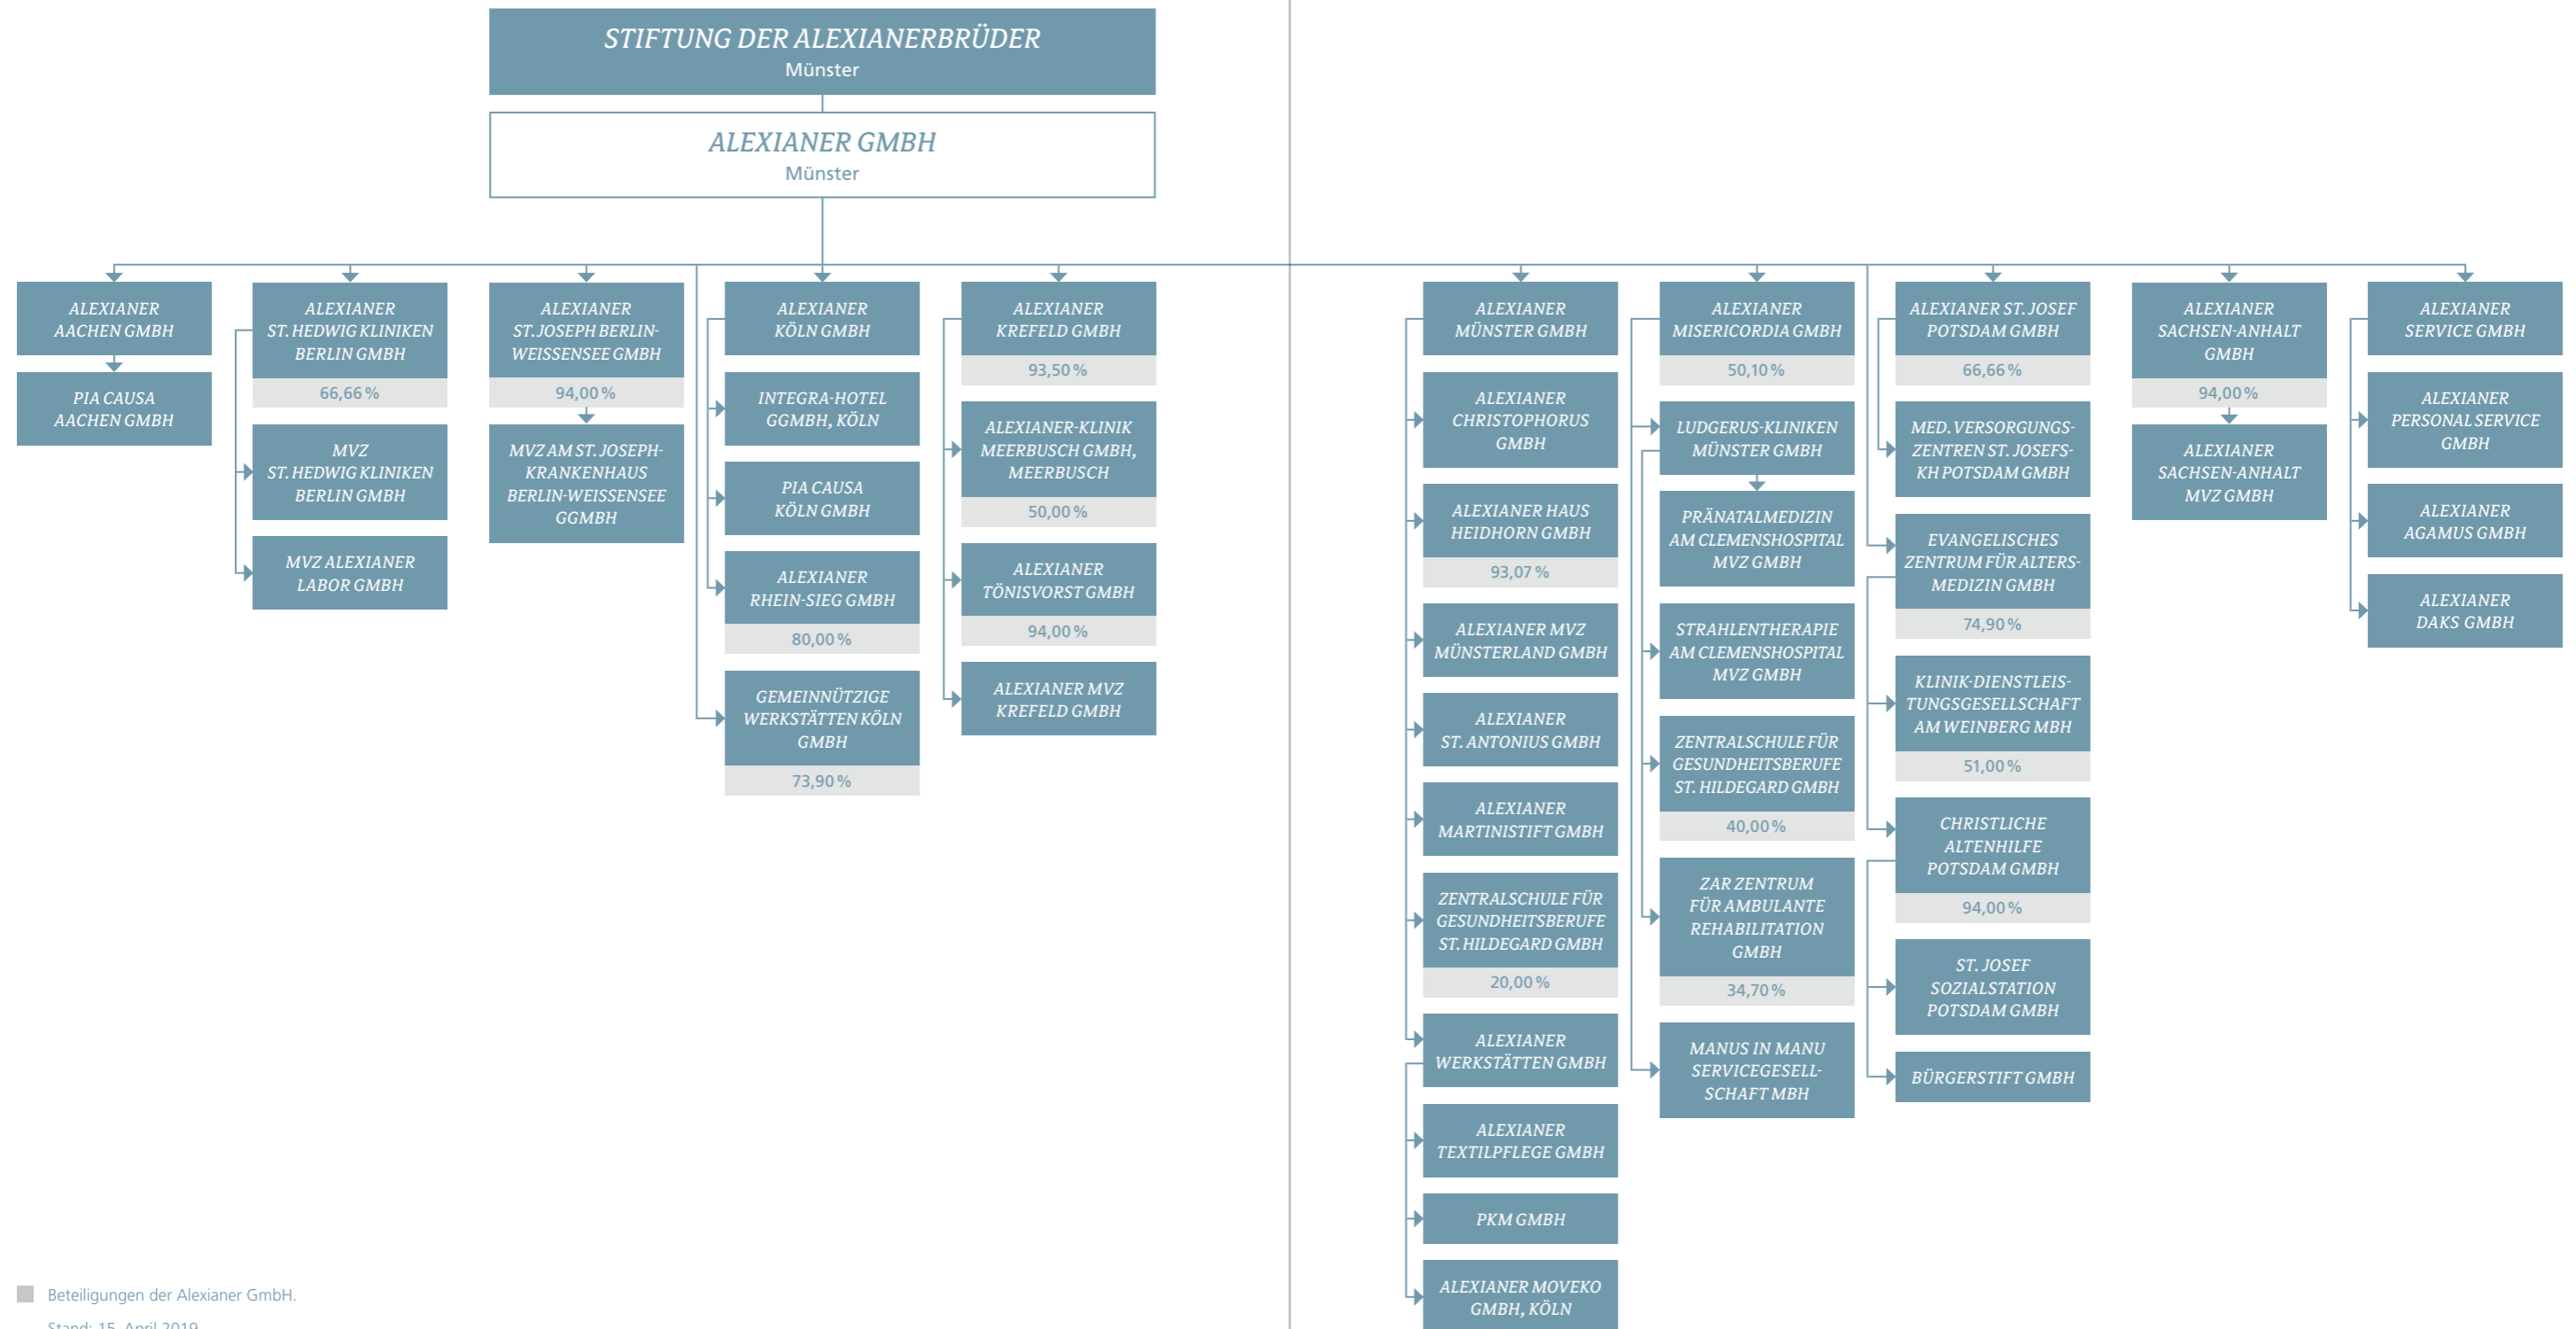 STIFTUNG DER ALEXIANERBRÜDER
Münster
ALEXIANER GMBH
Münster
ALEXIANER
AACHEN GMBH
PIA CAUSA
AACHEN GMBH
ALEXIANER
ST. HEDWIG KLINIKEN
BERLIN GMBH
66,66 %
MVZ
ST. HEDWIG KLINIKEN
BERLIN GMBH
MVZ ALEXIANER
LABOR GMBH
ALEXIANER
ST. JOSEPH BERLIN-
WEISSENSEE GMBH
94,00 %
MVZ AM ST. JOSEPH-
KRANKENHAUS
BERLIN-WEISSENSEE
GGMBH
ALEXIANER
KÖLN GMBH
INTEGRA-HOTEL
GGMBH, KÖLN
PIA CAUSA
KÖLN GMBH
ALEXIANER
RHEIN-SIEG GMBH
80,00 %
GEMEINNÜTZIGE
WERKSTÄTTEN KÖLN
GMBH
73,90 %
ALEXIANER
KREFELD GMBH
93,50 %
ALEXIANER-KLINIK
MEERBUSCH GMBH,
MEERBUSCH
50,00 %
ALEXIANER
TÖNISVORST GMBH
94,00 %
ALEXIANER MVZ
KREFELD GMBH
ALEXIANER
MÜNSTER GMBH
ALEXIANER
CHRISTOPHORUS
GMBH
ALEXIANER HAUS
HEIDHORN GMBH
93,07 %
ALEXIANER MVZ
MÜNSTERLAND GMBH
ALEXIANER
ST. ANTONIUS GMBH
ALEXIANER
MARTINISTIFT GMBH
ZENTRALSCHULE FÜR
GESUNDHEITSBERUFE
ST. HILDEGARD GMBH
20,00 %
ALEXIANER
WERKSTÄTTEN GMBH
ALEXIANER
TEXTILPFLEGE GMBH
PKM GMBH
ALEXIANER MOVEKO
GMBH, KÖLN
ALEXIANER
MISERICORDIA GMBH
50,10 %
LUDGERUS-KLINIKEN
MÜNSTER GMBH
PRÄNATALMEDIZIN
AM CLEMENSHOSPITAL
MVZ GMBH
STRAHLENTHERAPIE
AM CLEMENSHOSPITAL
MVZ GMBH
ZENTRALSCHULE FÜR
GESUNDHEITSBERUFE
ST. HILDEGARD GMBH
40,00 %
ZAR ZENTRUM
FÜR AMBULANTE
REHABILITATION
GMBH
34,70 %
MANUS IN MANU
SERVICEGESELL-
SCHAFT MBH
ALEXIANER ST. JOSEF
POTSDAM GMBH
66,66 %
MED. VERSORGUNGS-
ZENTREN ST. JOSEFS-
KH POTSDAM GMBH
EVANGELISCHES
ZENTRUM FÜR ALTERS-
MEDIZIN GMBH
74,90 %
KLINIK-DIENSTLEIS-
TUNGSGESELLSCHAFT
AM WEINBERG MBH
51,00 %
CHRISTLICHE
ALTENHILFE
POTSDAM GMBH
94,00 %
ST. JOSEF
SOZIALSTATION
POTSDAM GMBH
BÜRGERSTIFT GMBH
ALEXIANER
SACHSEN-ANHALT
GMBH
94,00 %
ALEXIANER
SACHSEN-ANHALT
MVZ GMBH
ALEXIANER
SERVICE GMBH
ALEXIANER
PERSONALSERVICE
GMBH
ALEXIANER
AGAMUS GMBH
ALEXIANER
DAKS GMBH
Beteiligungen der Alexianer GmbH.
Stand: 15. April 2019